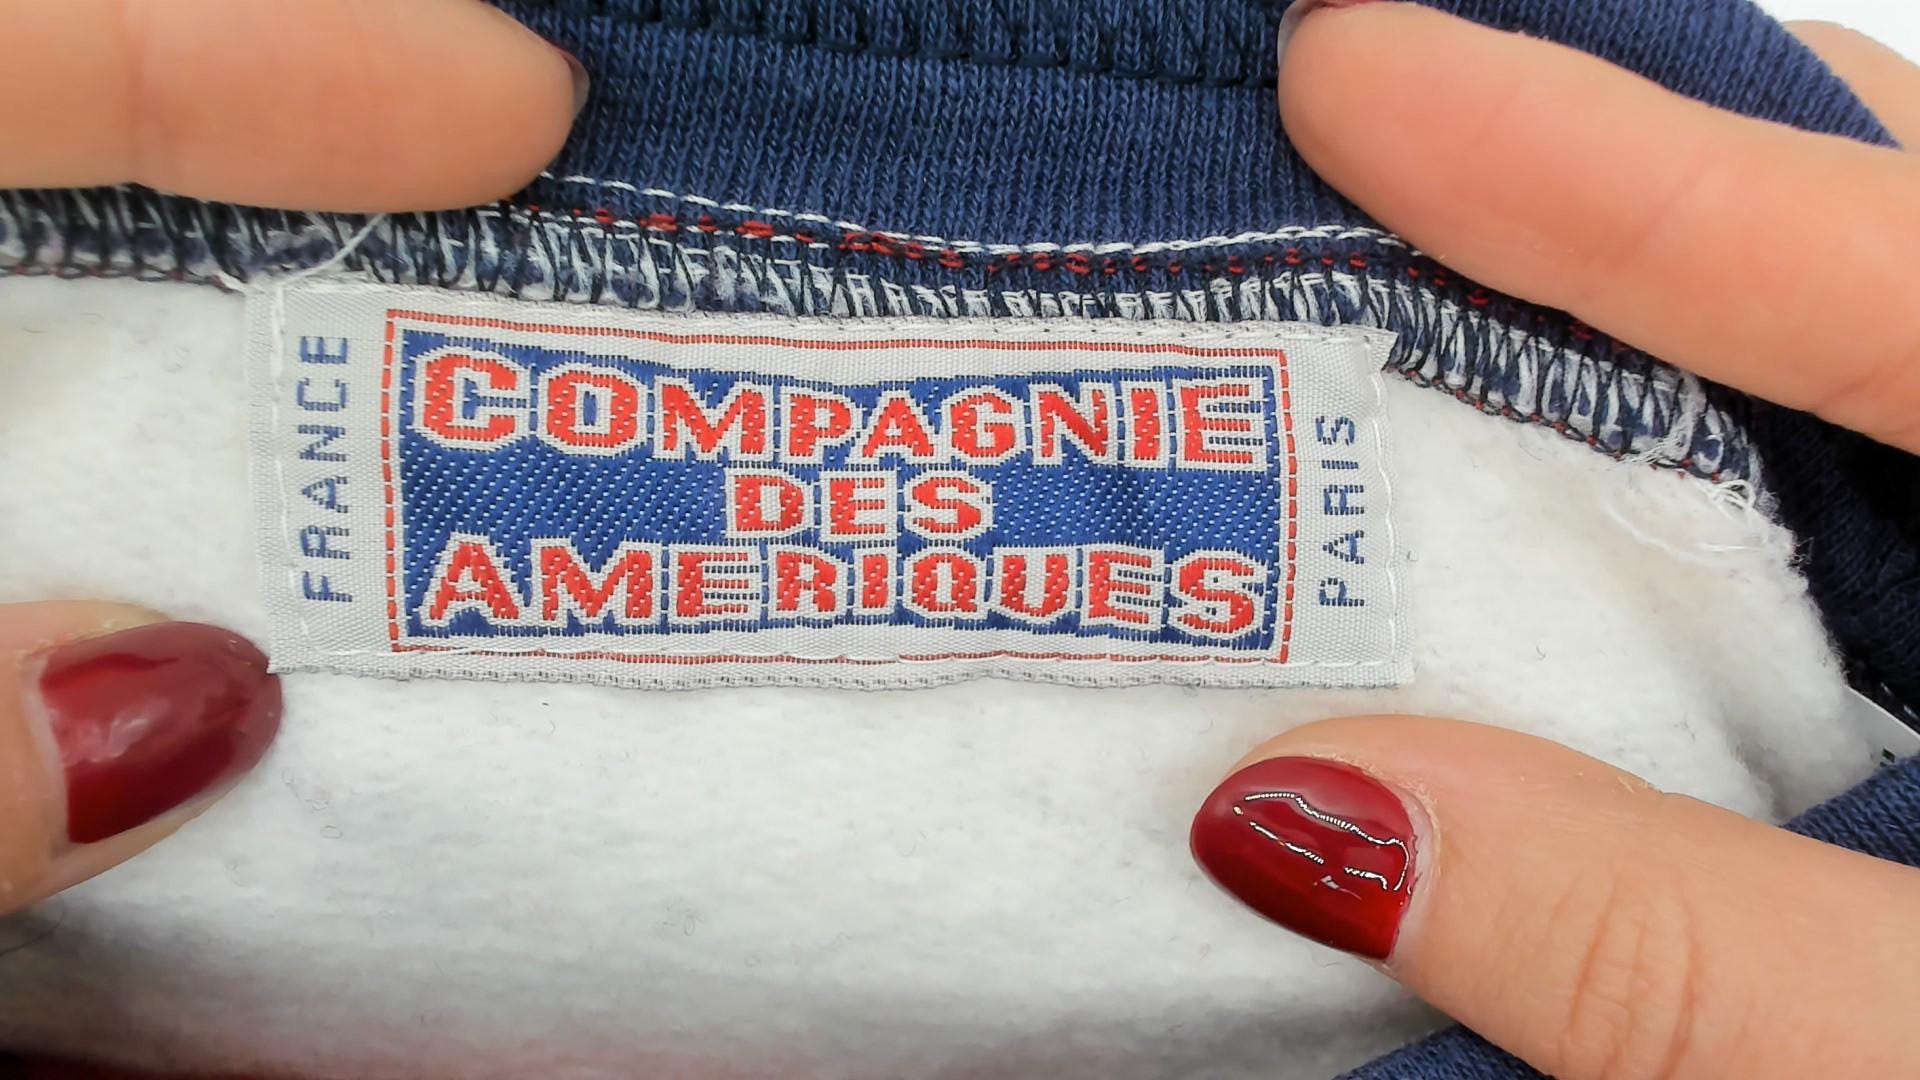 FRANCE
COMPAGNIE
DES
AMERIQUES
PARIS